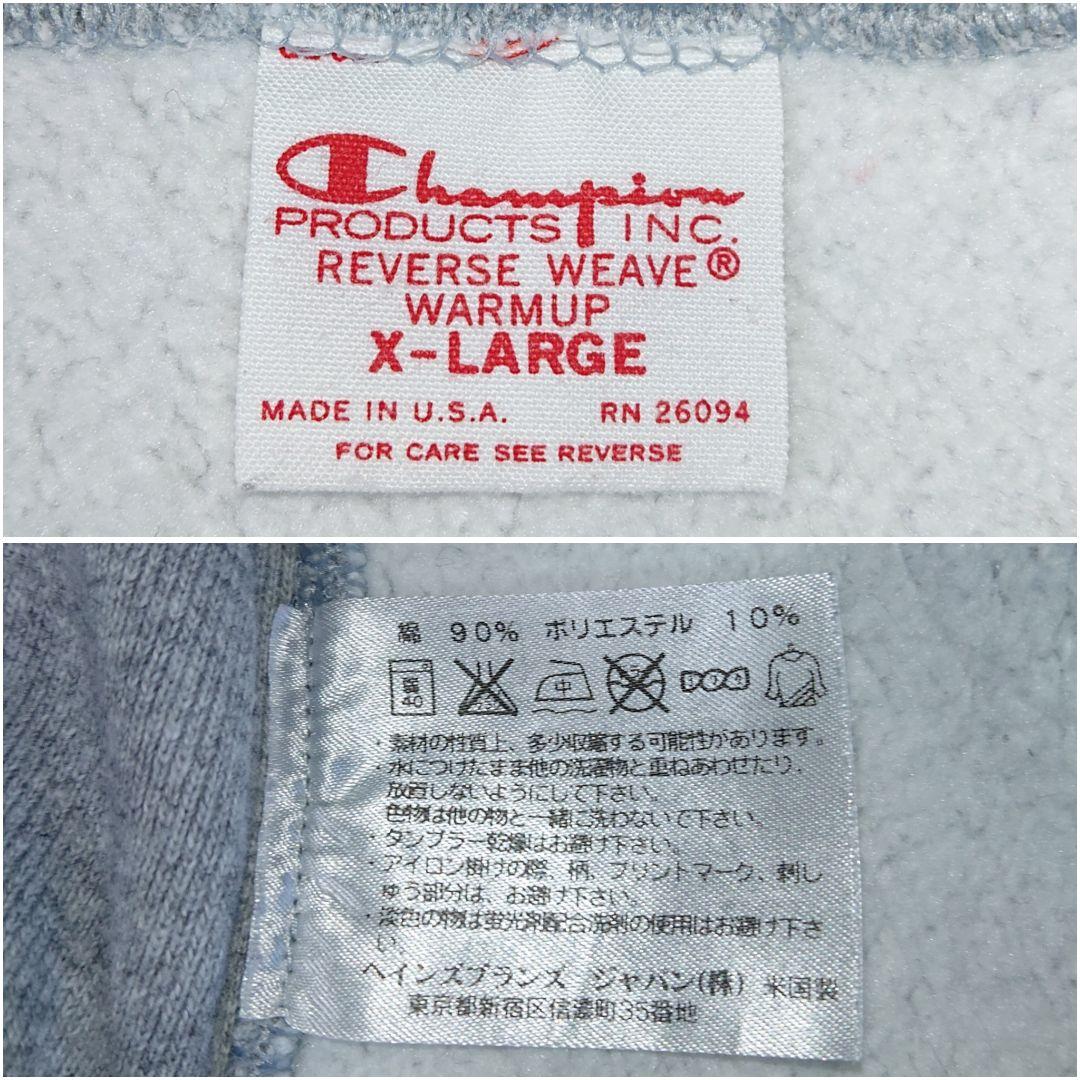 Champion
PRODUCTS INC.
REVERSE WEAVE®
WARMUP
X-LARGE
MADE IN U.S.A. RN 26094
FOR CARE SEE REVERSE
綿 90% ポリエステル 10%
40 中
・素材の性質上、多少収縮する可能性があります。
・水につけたまま他の洗濯物と重ねあわせたり、
放置しないようにして下さい。
色物は他の物と一緒に洗わないで下さい。
・タンブラー乾燥はお避け下さい。
・アイロン掛けの際、柄、プリントマーク、刺し
ゅう部分は、お避け下さい。
・淡色の物は蛍光剤配合洗剤の使用はお避け下さ
い。
ヘインズブランズ ジャパン(株) 米国製
東京都新宿区信濃町35番地